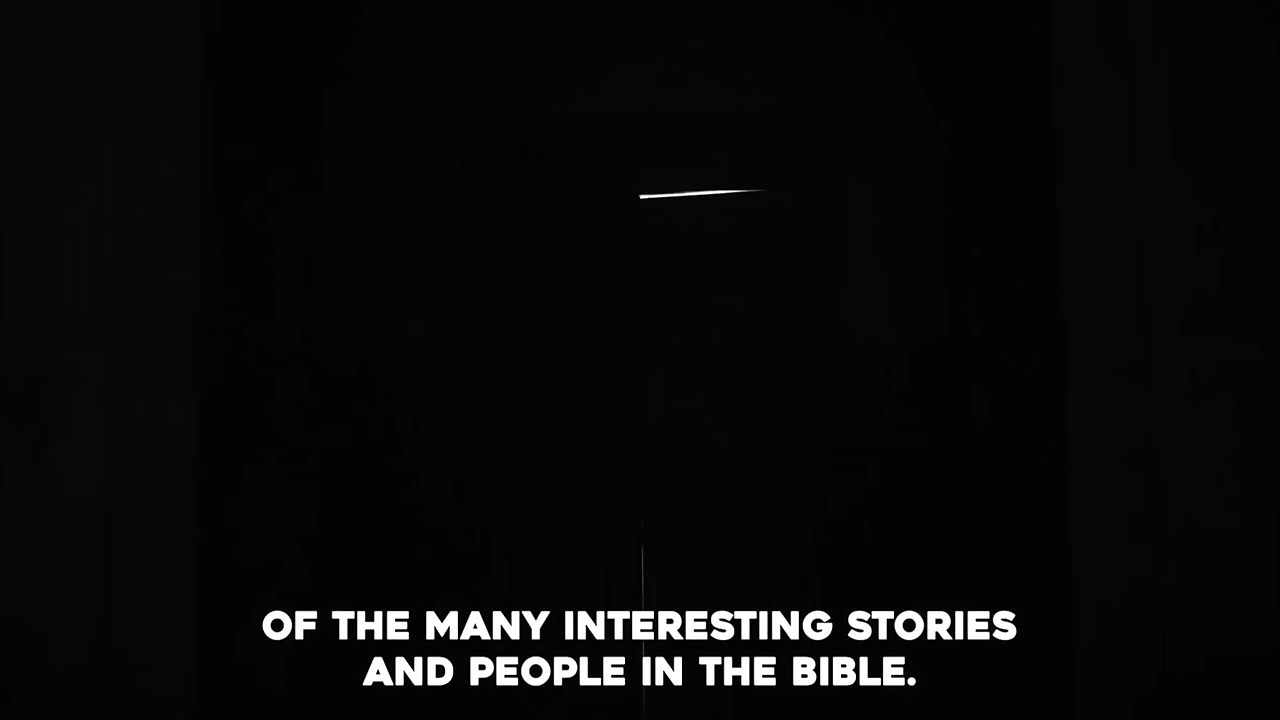 OF THE MANY INTERESTING STORIES
AND PEOPLE IN THE BIBLE.